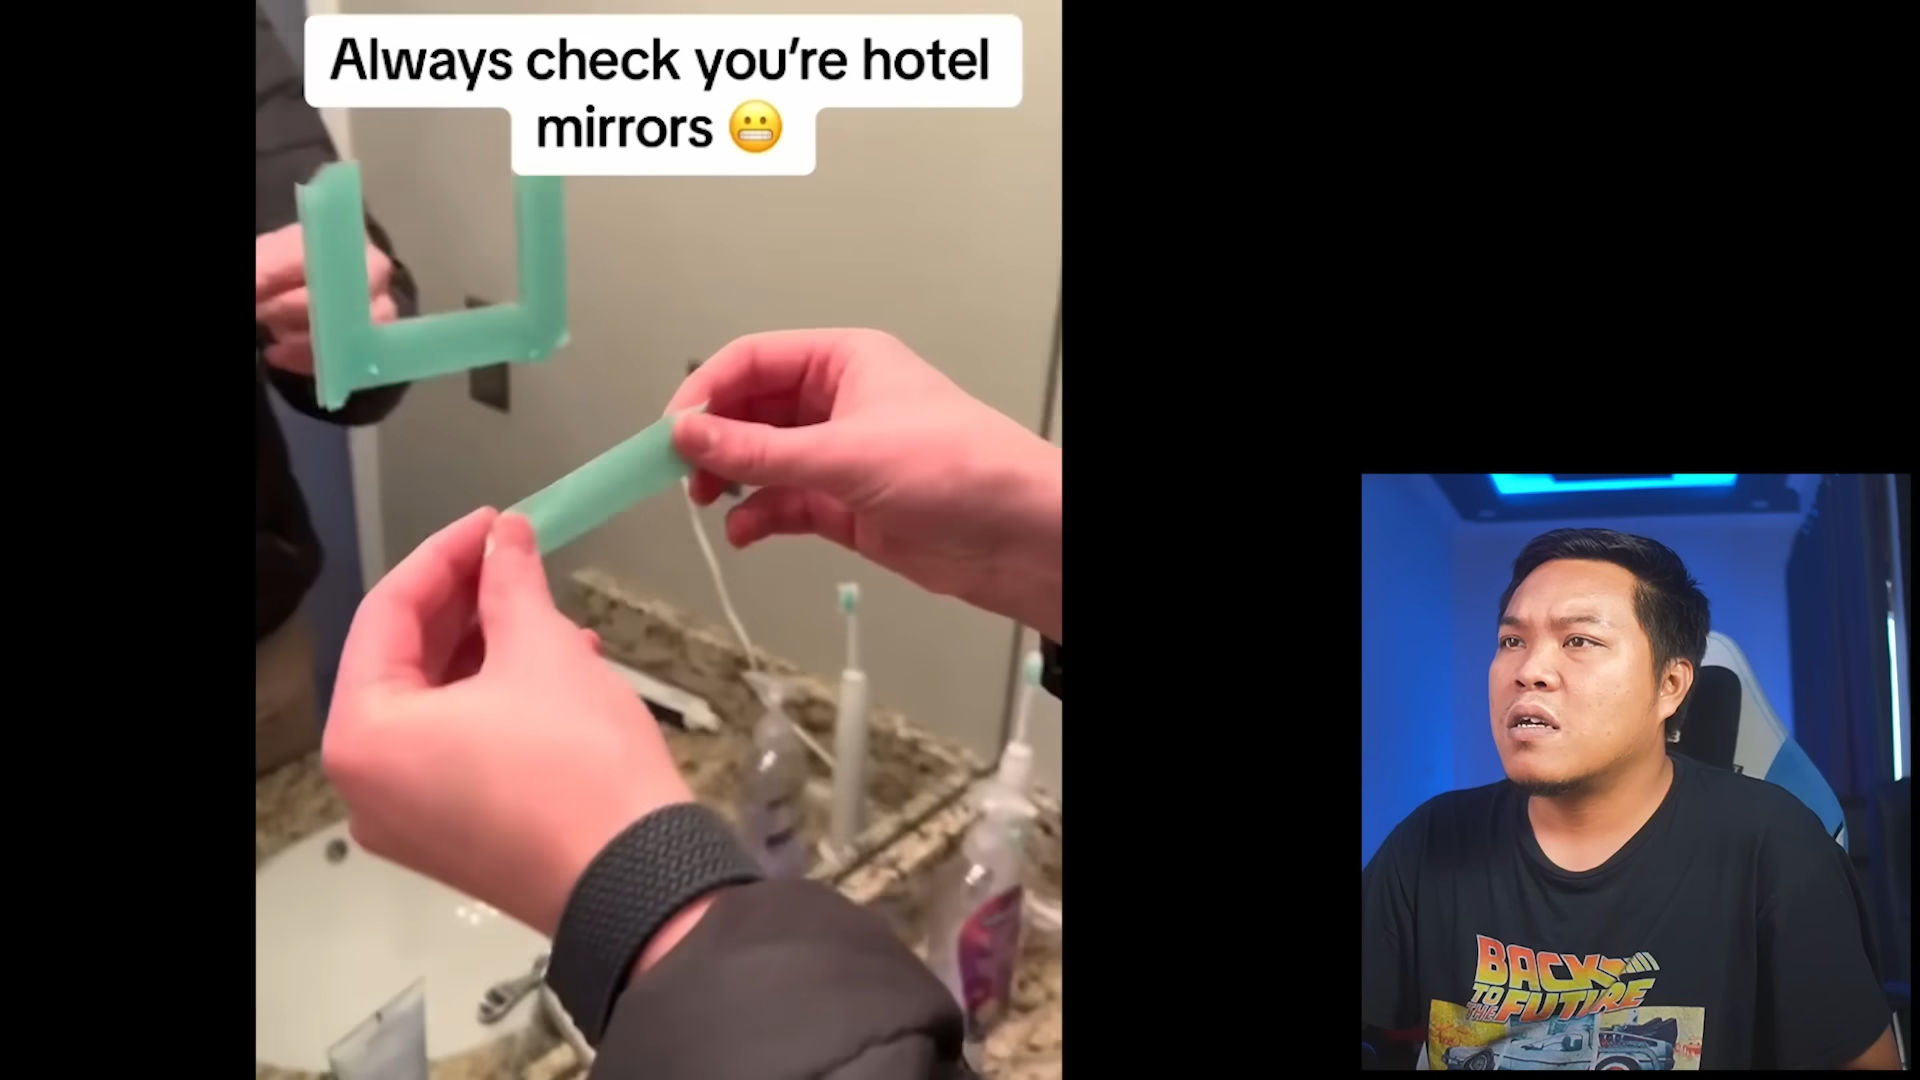 Always check you’re hotel
mirrors 😬
BACK
TO THE
FUTURE